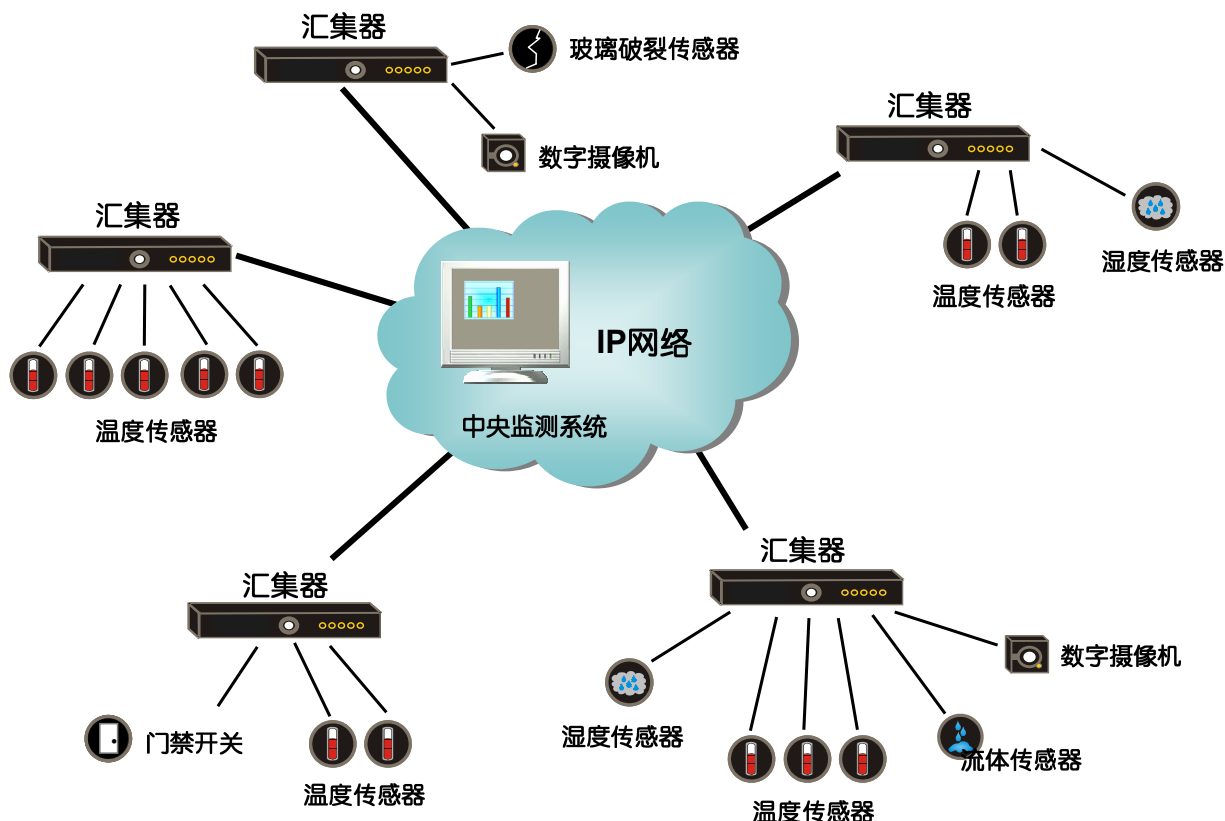 汇集器
玻璃破裂传感器
数字摄像机
汇集器
湿度传感器
温度传感器
汇集器
温度传感器
IP网络
中央监测系统
汇集器
门禁开关
温度传感器
汇集器
数字摄像机
湿度传感器
流体传感器
温度传感器